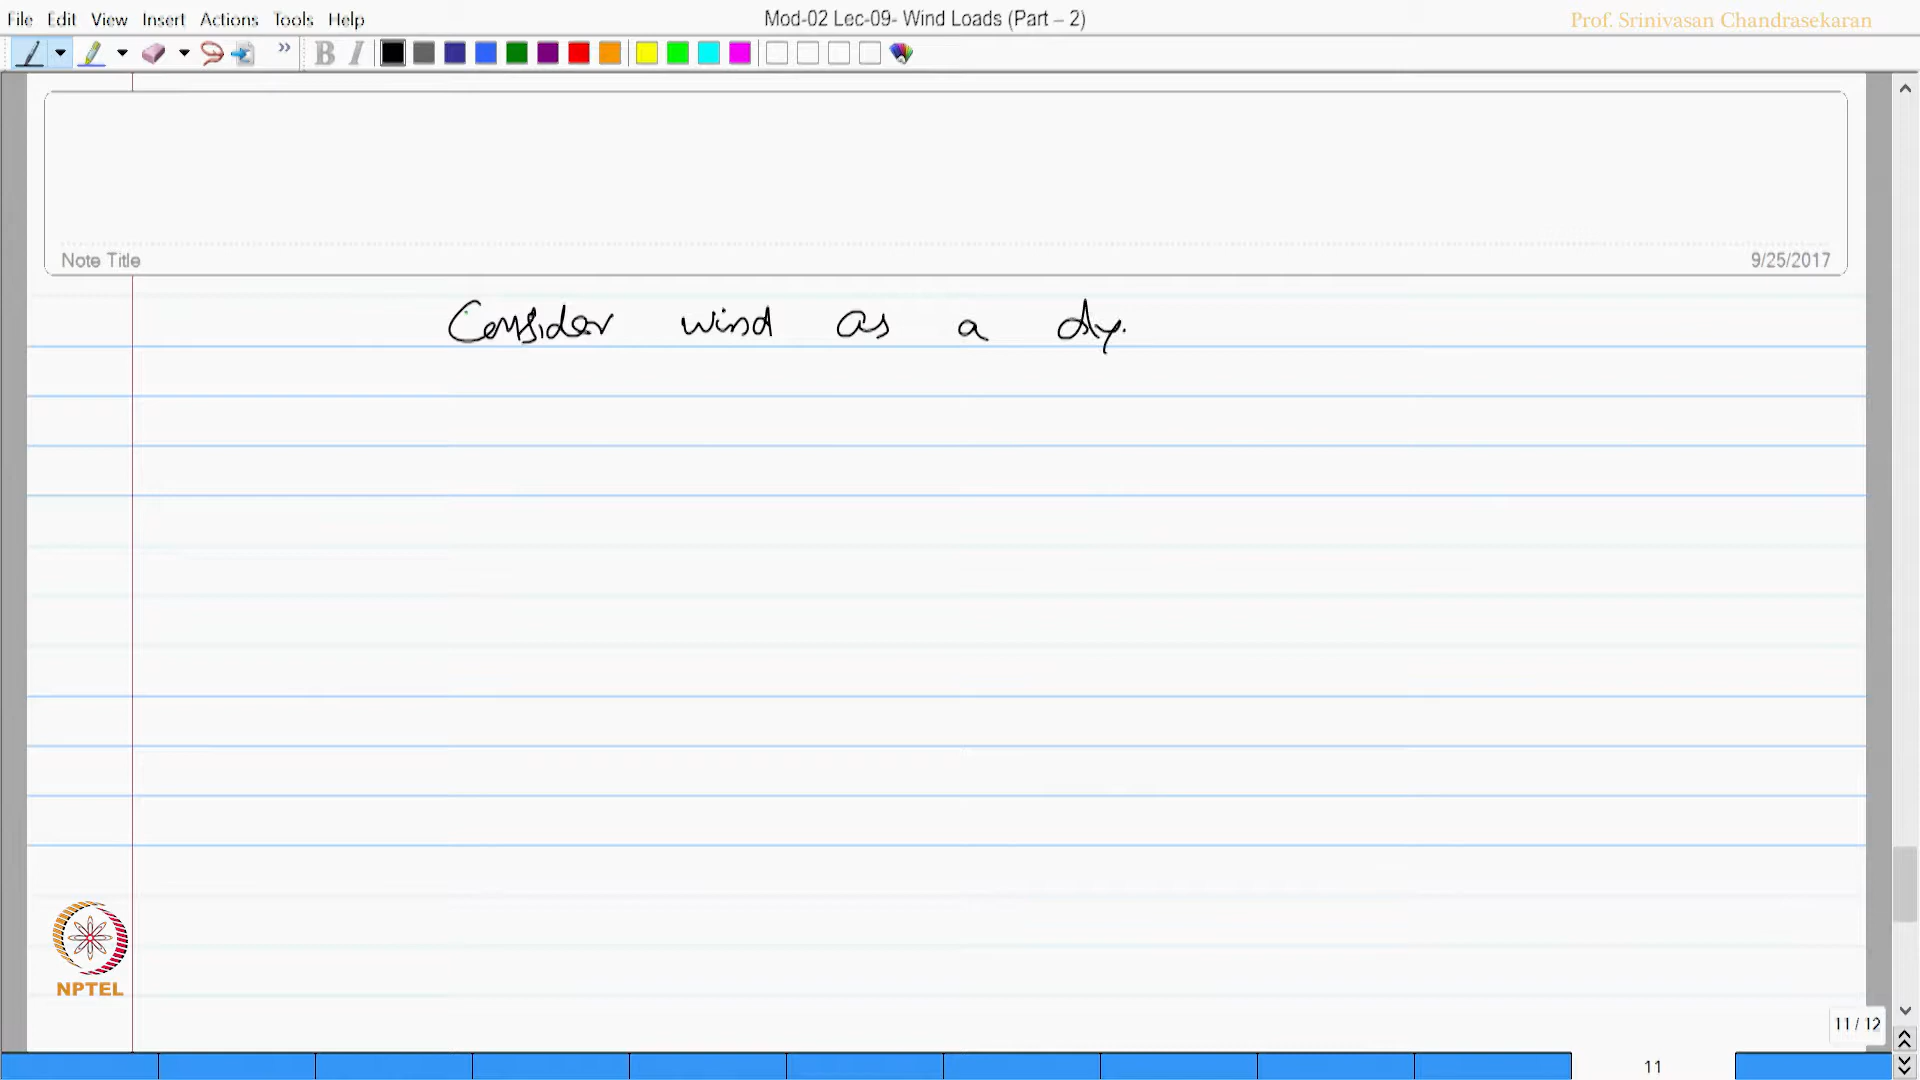 File Edit View Insert Actions Tools Help
Mod-02 Lec-09- Wind Loads (Part – 2)
Prof. Srinivasan Chandrasekaran
B I
Note Title
9/25/2017
Consider wind as a dy.
NPTEL
11 / 12
11